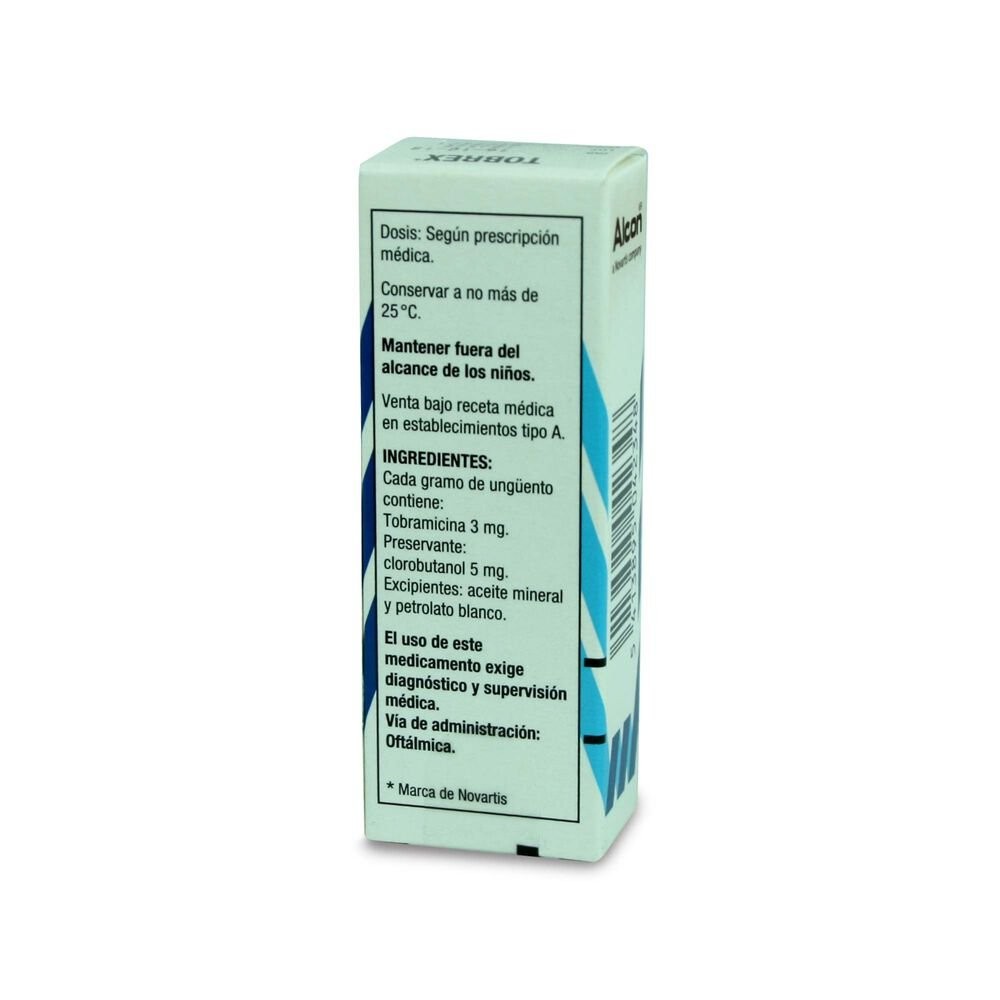 TOBREX*
Dosis: Según prescripción
médica.
Conservar a no más de
25°C.
Mantener fuera del
alcance de los niños.
Venta bajo receta médica
en establecimientos tipo A.
INGREDIENTES:
Cada gramo de ungüento
contiene:
Tobramicina 3 mg.
Preservante:
clorobutanol 5 mg.
Excipientes: aceite mineral
y petrolato blanco.
El uso de este
medicamento exige
diagnóstico y supervisión
médica.
Vía de administración:
Oftálmica.
* Marca de Novartis
Alcon
a Novartis company